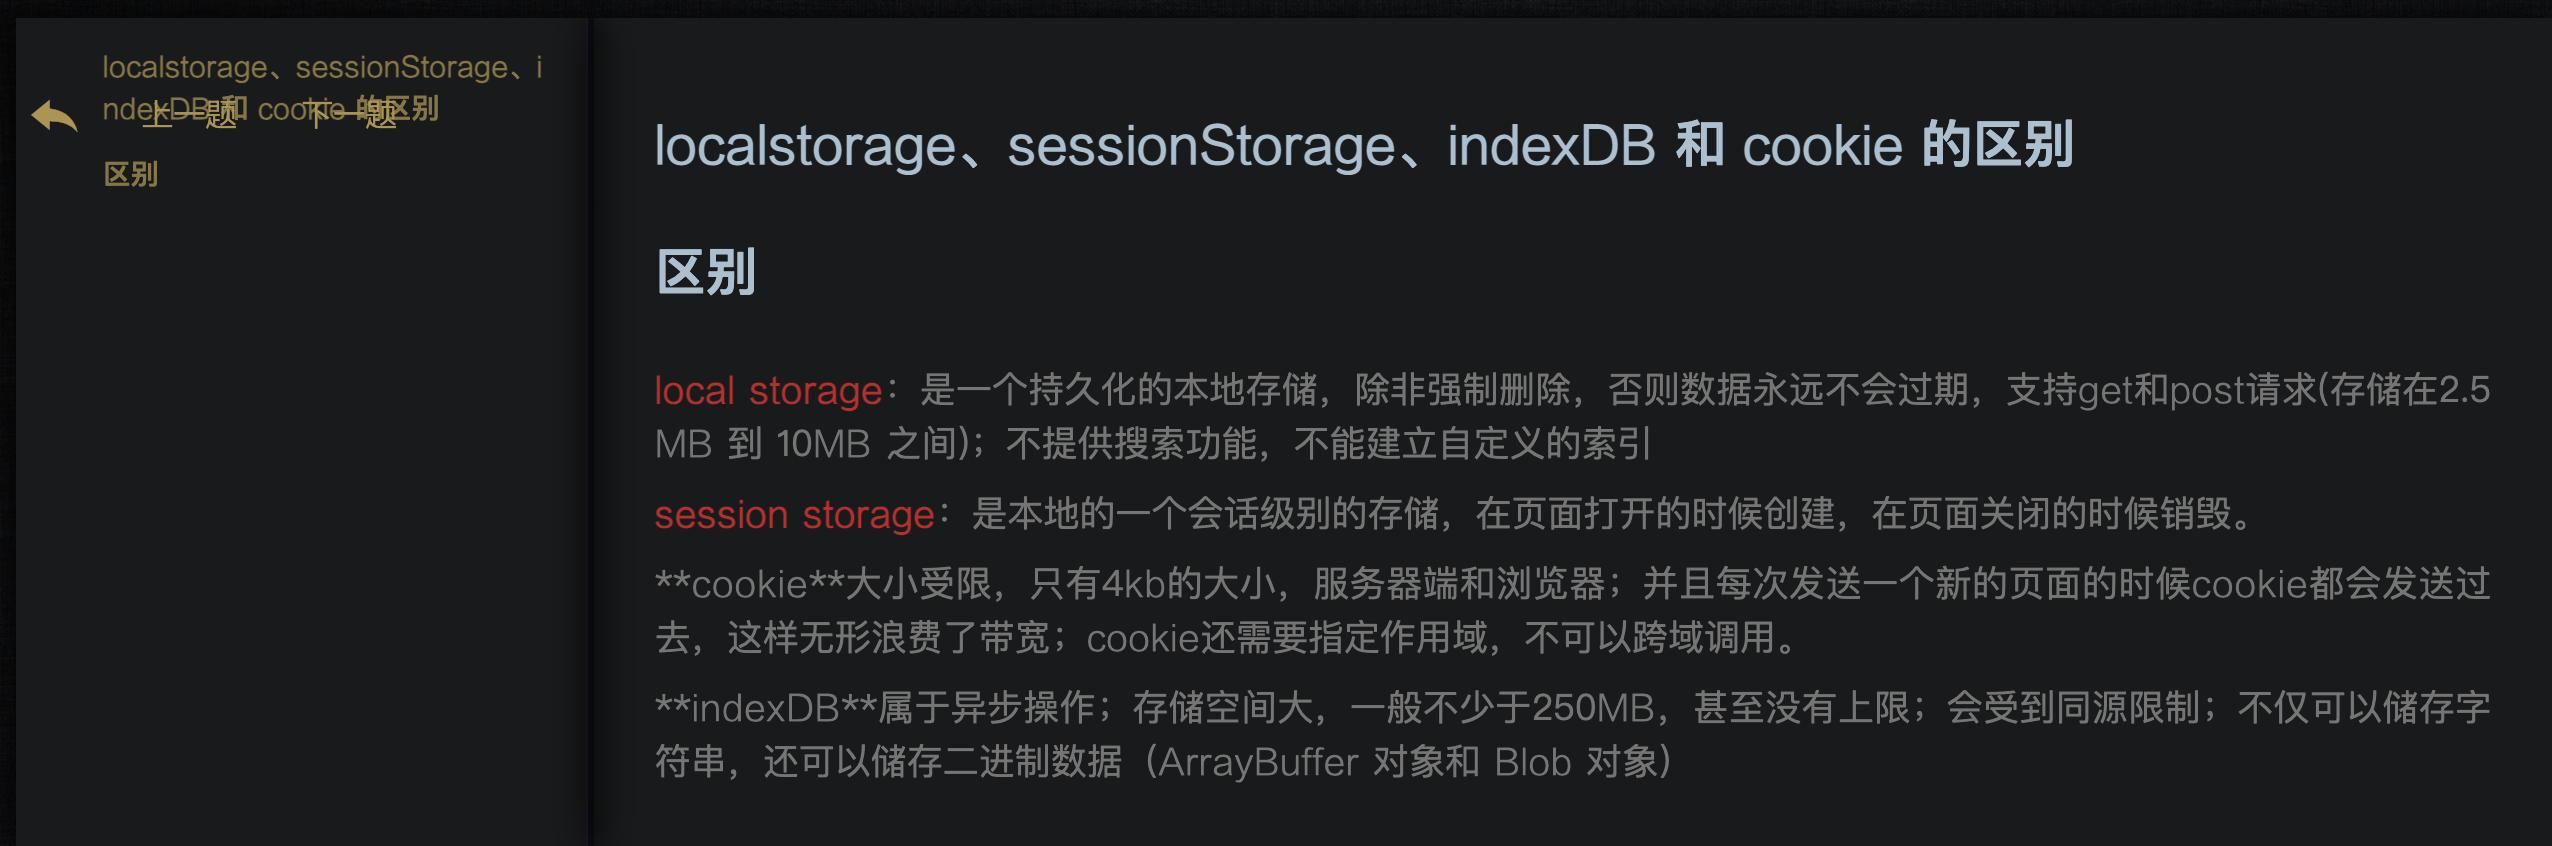 localstorage、sessionStorage、i
ndexDB 和 cookie 的区别
上一题 下一题
区别
localstorage、sessionStorage、indexDB 和 cookie 的区别
区别
local storage：是一个持久化的本地存储，除非强制删除，否则数据永远不会过期，支持get和post请求(存储在2.5
MB 到 10MB 之间)；不提供搜索功能，不能建立自定义的索引
session storage：是本地的一个会话级别的存储，在页面打开的时候创建，在页面关闭的时候销毁。
**cookie**大小受限，只有4kb的大小，服务器端和浏览器；并且每次发送一个新的页面的时候cookie都会发送过
去，这样无形浪费了带宽；cookie还需要指定作用域，不可以跨域调用。
**indexDB**属于异步操作；存储空间大，一般不少于250MB，甚至没有上限；会受到同源限制；不仅可以储存字
符串，还可以储存二进制数据（ArrayBuffer 对象和 Blob 对象）